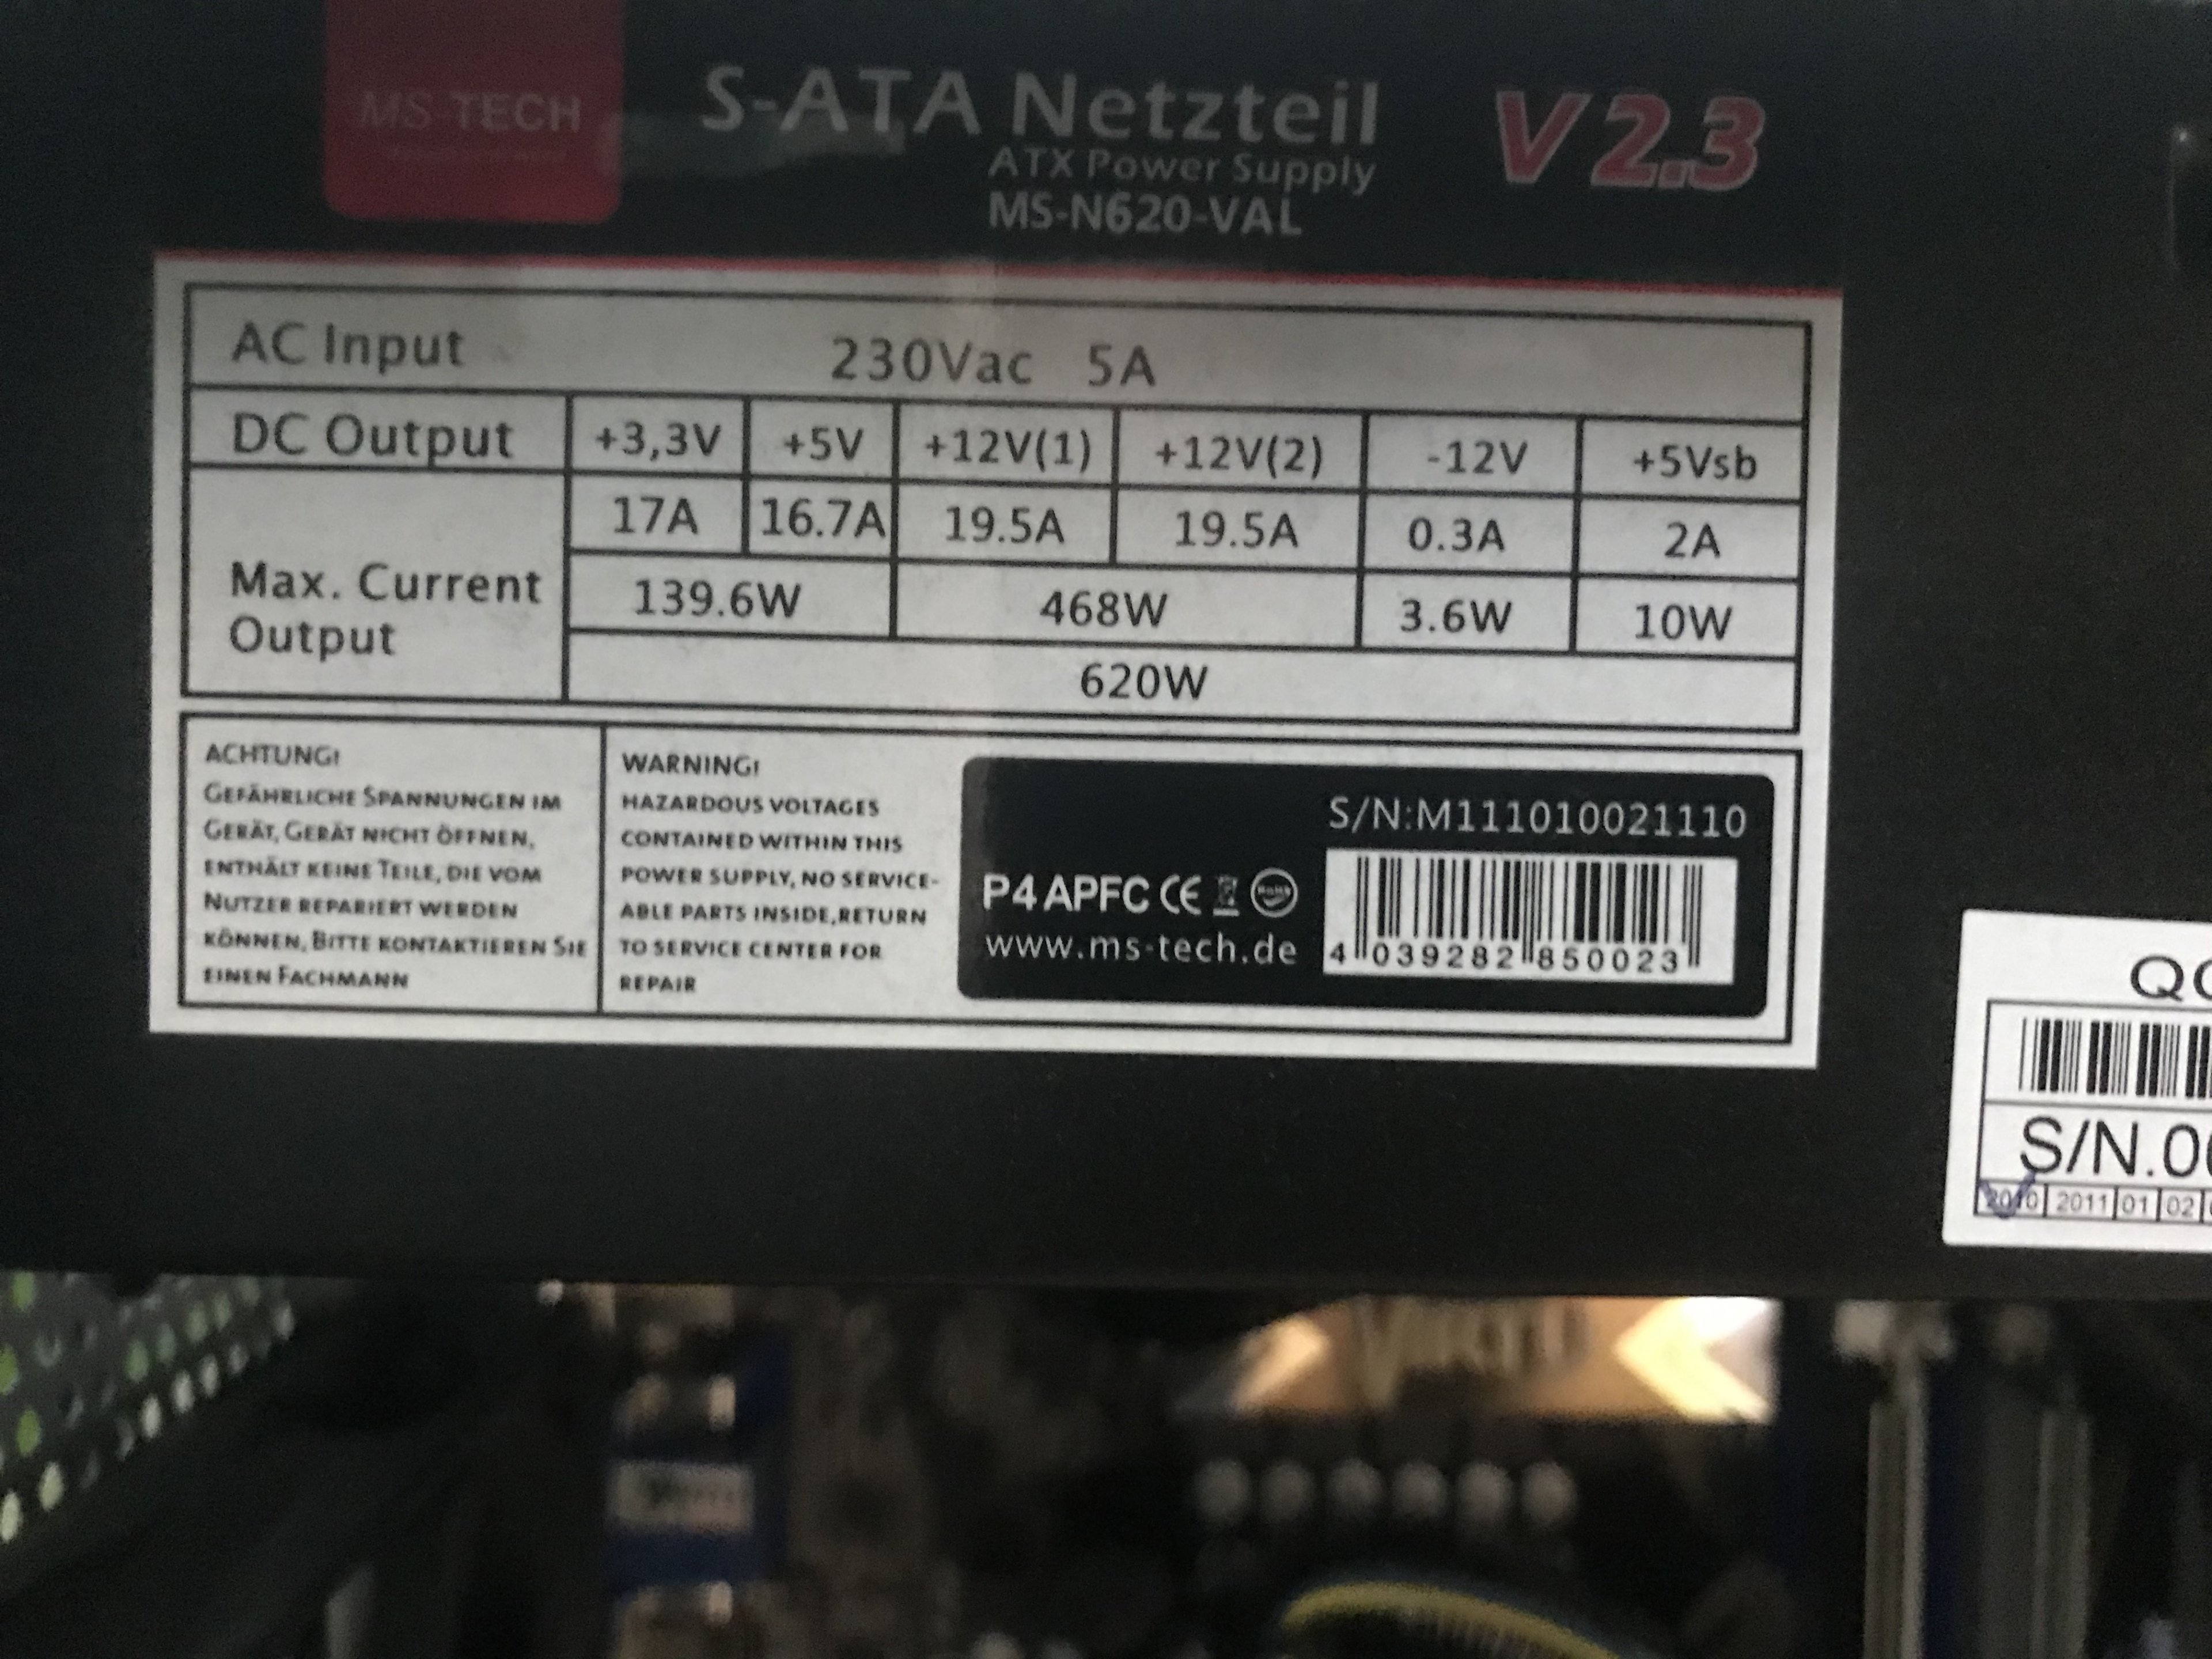 MS-TECH
S-ATA Netzteil
ATX Power Supply
MS-N620-VAL
V 2.3
AC Input 230Vac 5A
DC Output +3,3V +5V +12V(1) +12V(2) -12V +5Vsb
Max. Current Output
17A 16.7A 19.5A 19.5A 0.3A 2A
139.6W 468W 3.6W 10W
620W
ACHTUNG!
GEFÄHRLICHE SPANNUNGEN IM
GERÄT, GERÄT NICHT ÖFFNEN,
ENTHÄLT KEINE TEILE, DIE VOM
NUTZER REPARIERT WERDEN
KÖNNEN, BITTE KONTAKTIEREN SIE
EINEN FACHMANN
WARNING!
HAZARDOUS VOLTAGES
CONTAINED WITHIN THIS
POWER SUPPLY, NO SERVICE-
ABLE PARTS INSIDE,RETURN
TO SERVICE CENTER FOR
REPAIR
S/N:M111010021110
P4 APFC CE RoHS
www.ms-tech.de
4 039282 850023
S/N.0
2010 2011 01 02